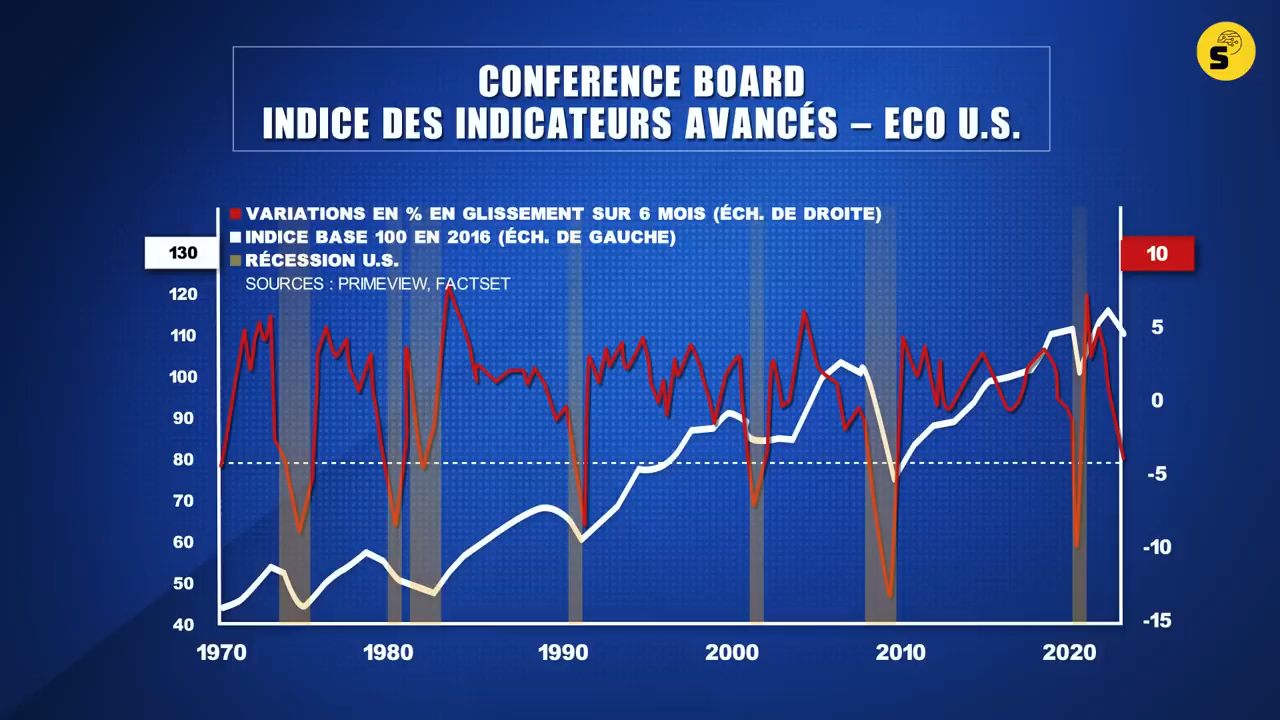 S
CONFERENCE BOARD
INDICE DES INDICATEURS AVANCÉS – ECO U.S.
VARIATIONS EN % EN GLISSEMENT SUR 6 MOIS (ÉCH. DE DROITE)
INDICE BASE 100 EN 2016 (ÉCH. DE GAUCHE)
RÉCESSION U.S.
SOURCES : PRIMEVIEW, FACTSET
130
120
110
100
90
80
70
60
50
40
10
5
0
-5
-10
-15
1970 1980 1990 2000 2010 2020